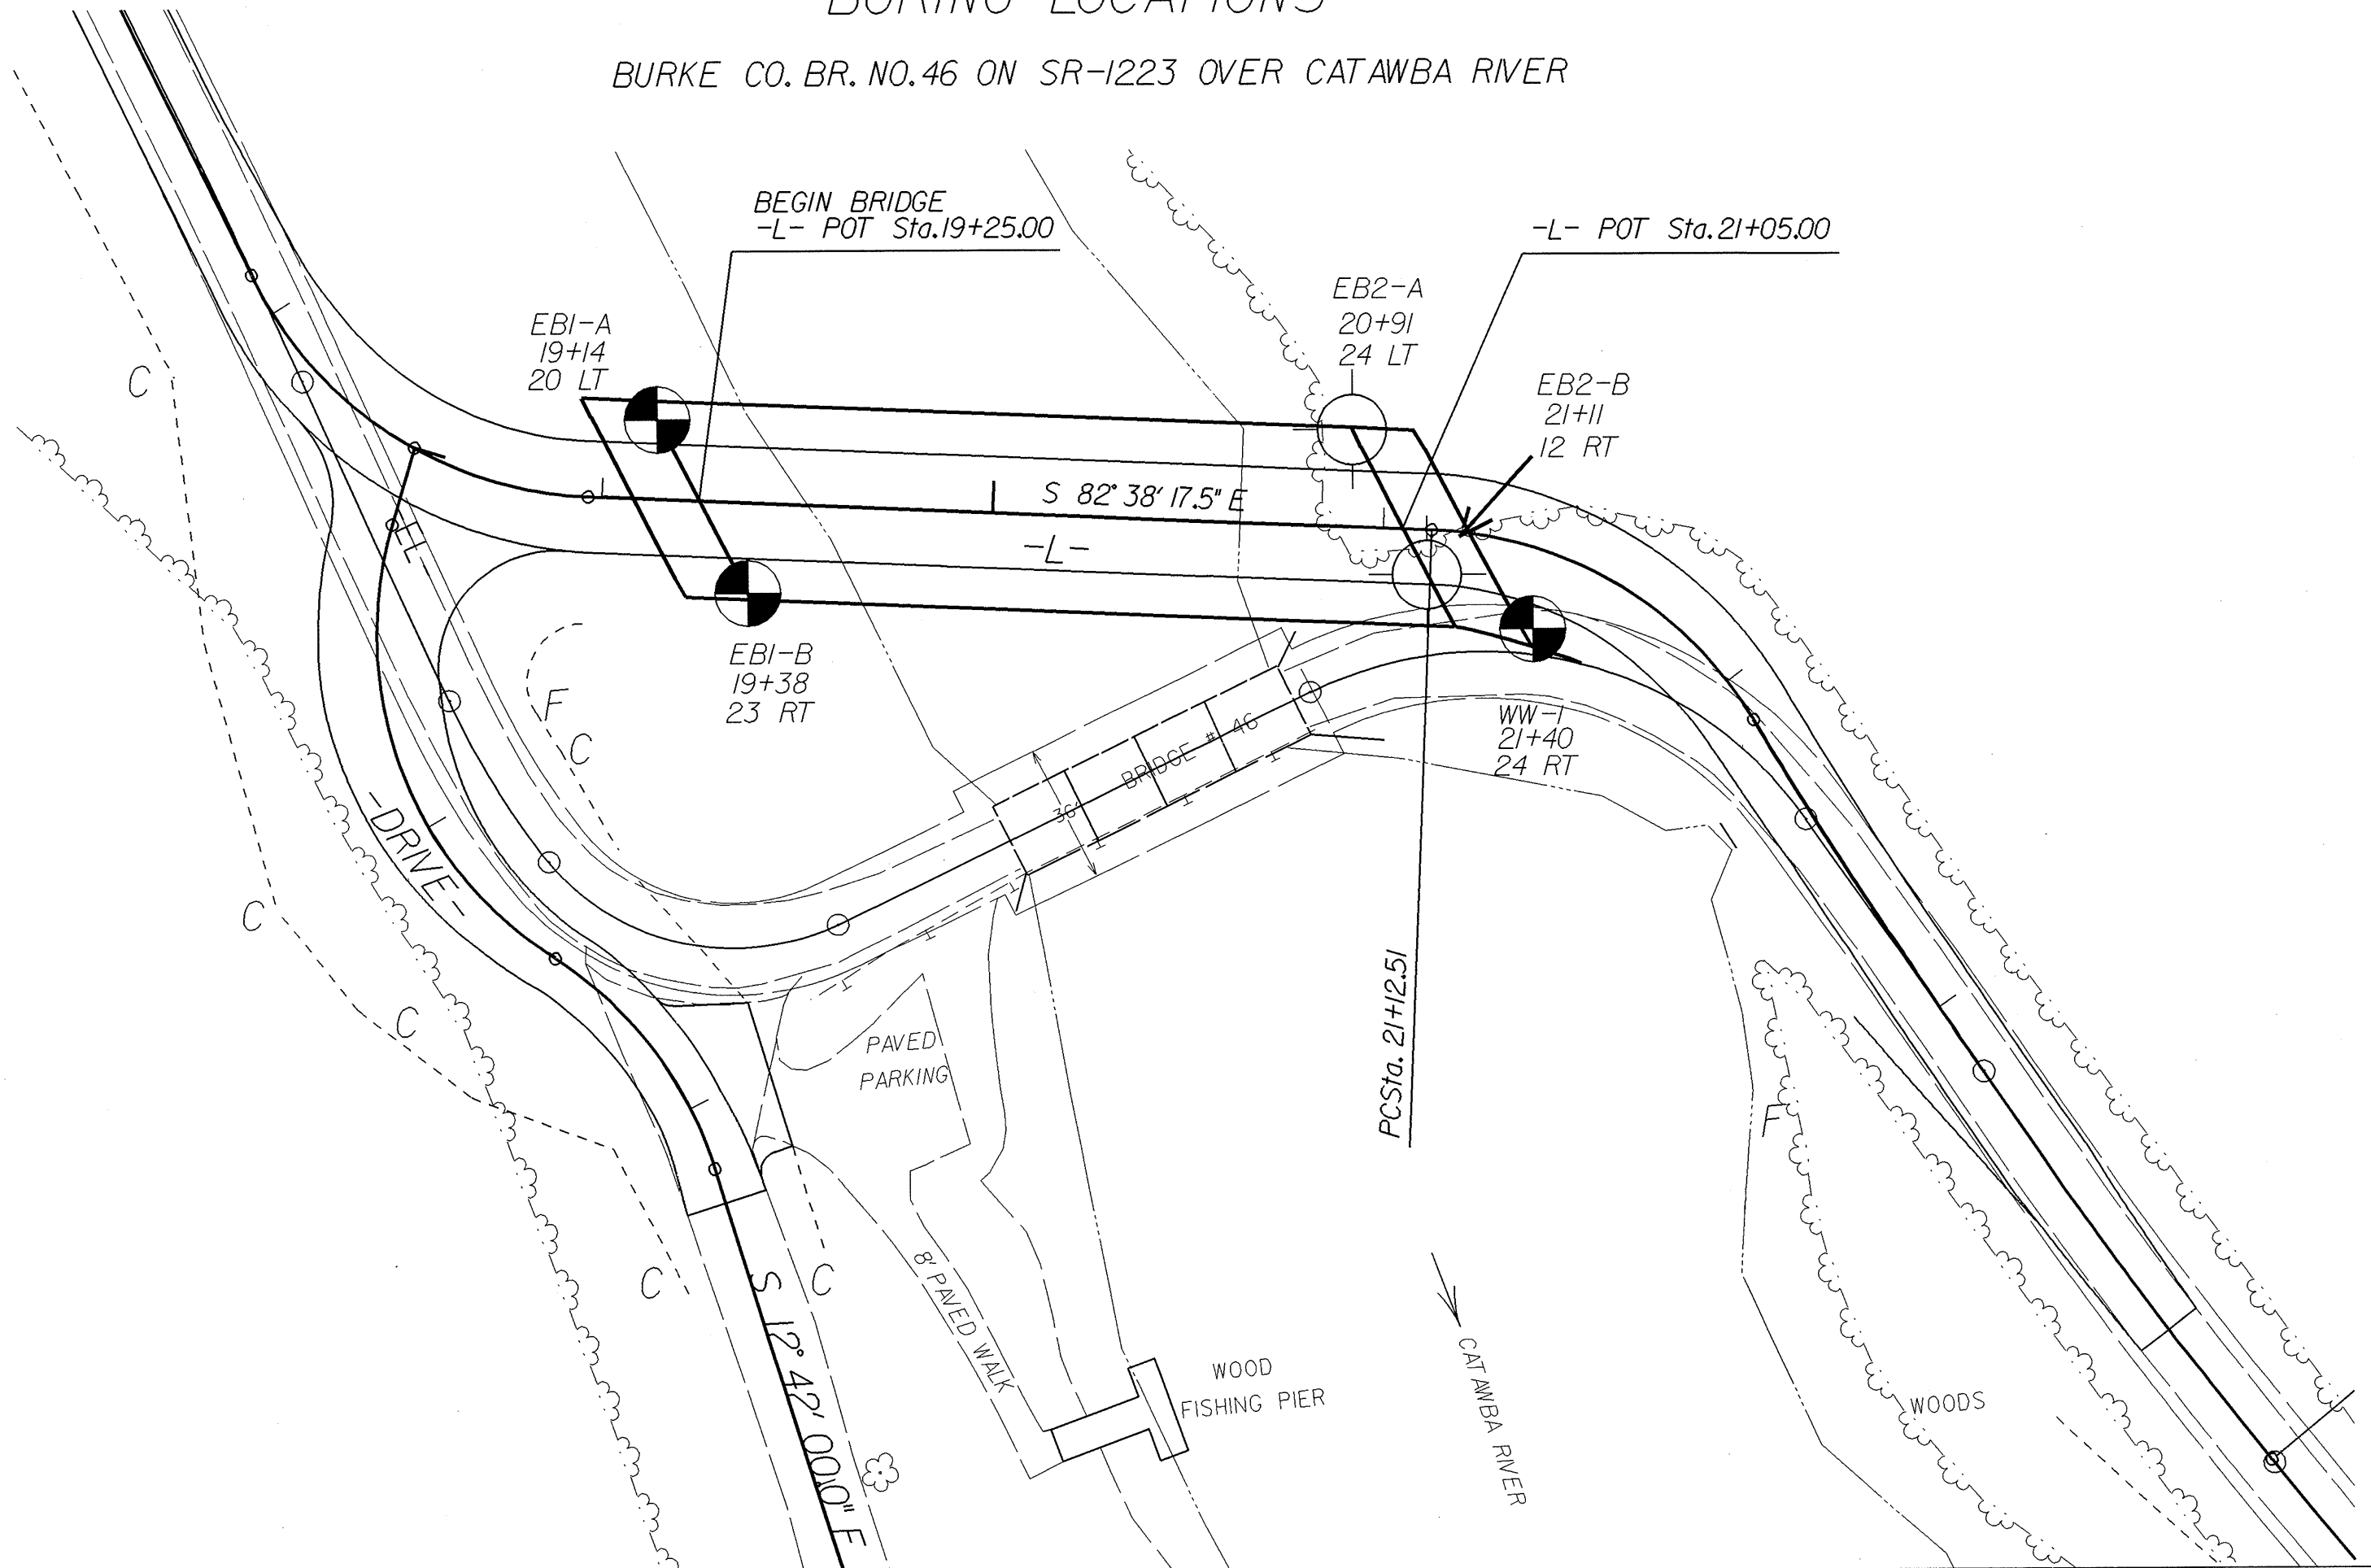 BORING LOCATIONS
BURKE CO. BR. NO. 46 ON SR-1223 OVER CATAWBA RIVER
BEGIN BRIDGE
-L- POT Sta. 19+25.00
-L- POT Sta. 21+05.00
EB1-A
19+14
20 LT
EB2-A
20+91
24 LT
EB2-B
21+11
12 RT
C
S 82° 38' 17.5" E
-L-
EB1-B
19+38
23 RT
F
C
BRIDGE # 46
36'
WW-1
21+40
24 RT
-DRIVE-
C
C
PAVED
PARKING
PCSta. 21+12.51
F
C
C
S 12° 42' 00.0" E
8' PAVED WALK
WOOD
FISHING PIER
CATAWBA RIVER
WOODS